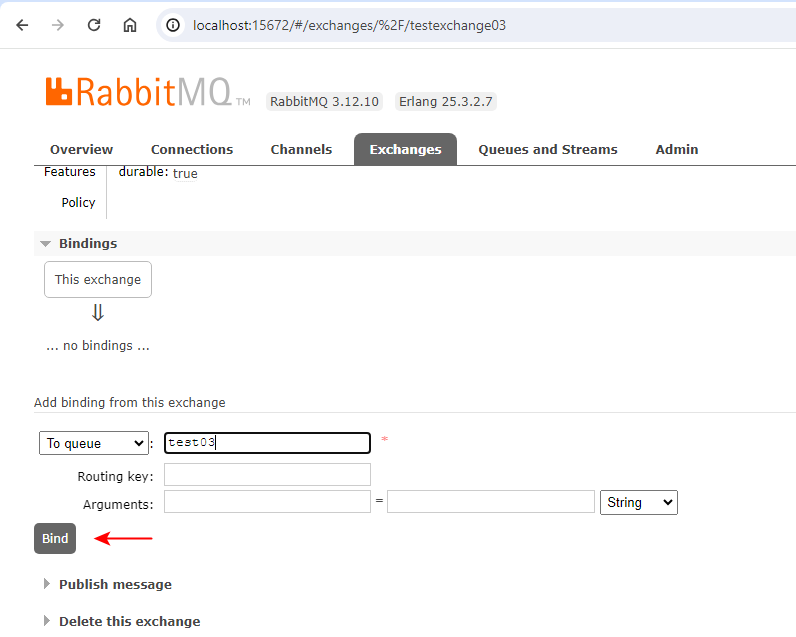 localhost:15672/#/exchanges/%2F/testexchange03
RabbitMQ TM RabbitMQ 3.12.10 Erlang 25.3.2.7
Overview Connections Channels Exchanges Queues and Streams Admin
Features durable: true
Policy
Bindings
This exchange
⇓
... no bindings ...
Add binding from this exchange
To queue : test03 *
Routing key:
Arguments: = String
Bind
Publish message
Delete this exchange